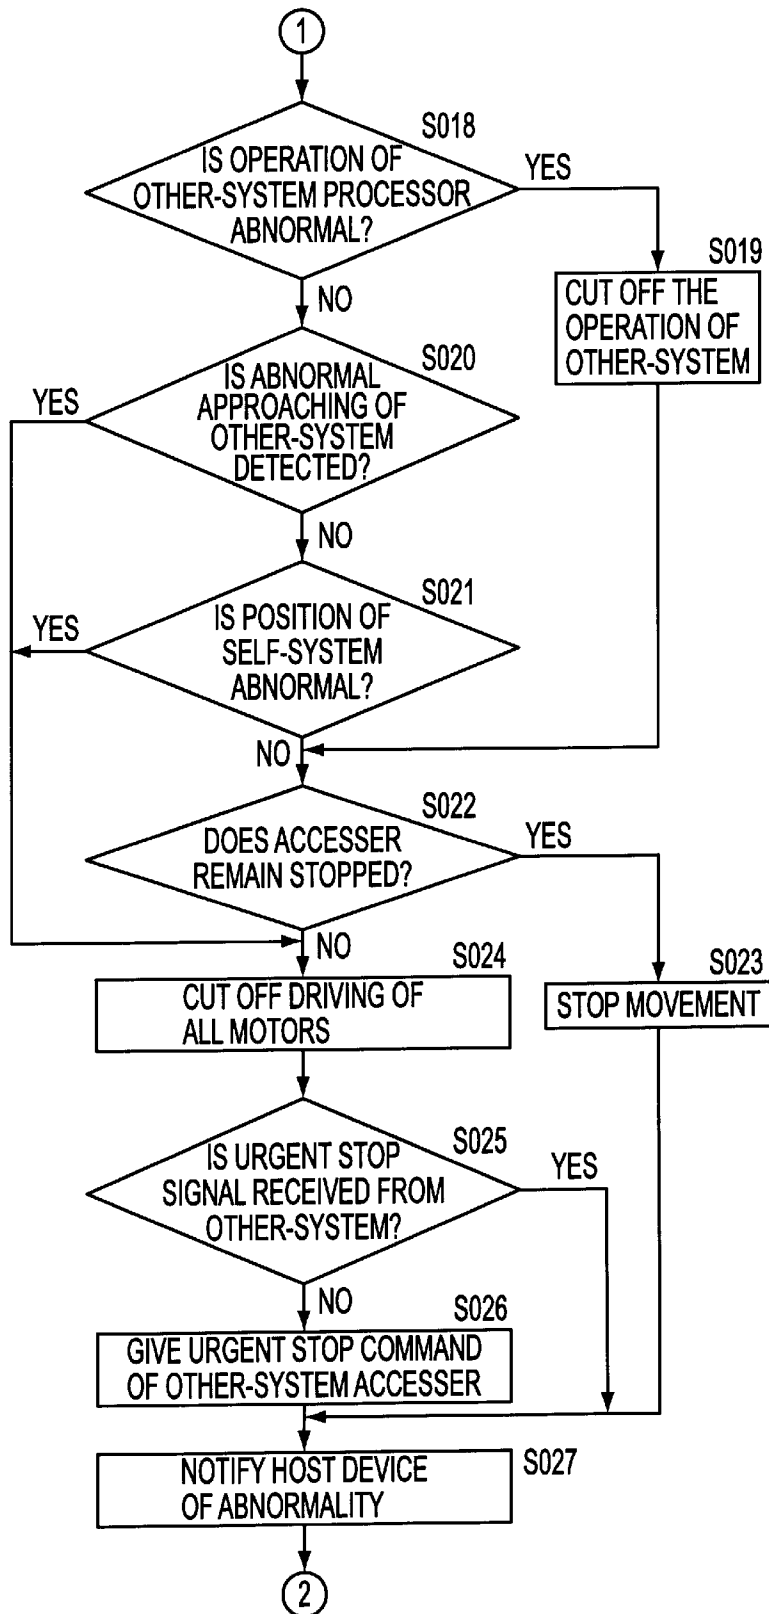 1
S018
IS OPERATION OF
OTHER-SYSTEM PROCESSOR
ABNORMAL?
YES
NO
S019
CUT OFF THE
OPERATION OF
OTHER-SYSTEM
S020
IS ABNORMAL
APPROACHING OF
OTHER-SYSTEM
DETECTED?
YES
NO
S021
IS POSITION OF
SELF-SYSTEM
ABNORMAL?
YES
NO
S022
DOES ACCESSER
REMAIN STOPPED?
YES
NO
S023
STOP MOVEMENT
S024
CUT OFF DRIVING OF
ALL MOTORS
S025
IS URGENT STOP
SIGNAL RECEIVED FROM
OTHER-SYSTEM?
YES
NO
S026
GIVE URGENT STOP COMMAND
OF OTHER-SYSTEM ACCESSER
S027
NOTIFY HOST DEVICE
OF ABNORMALITY
2